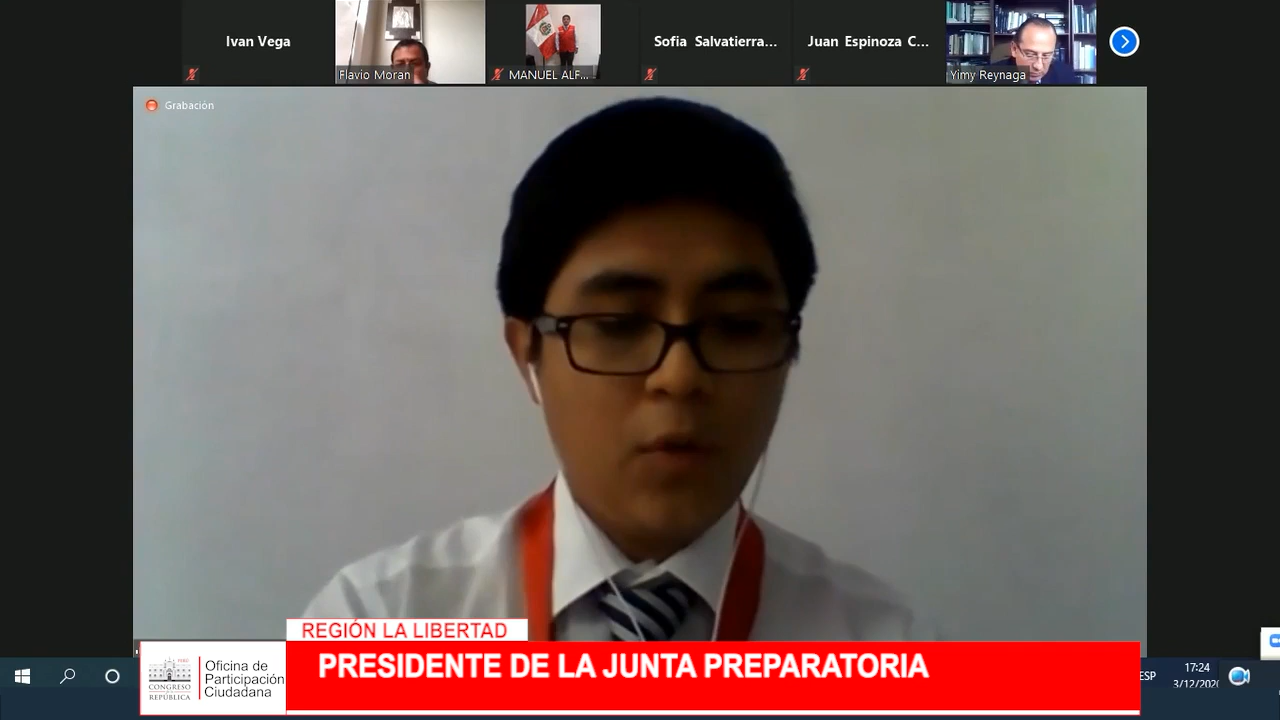 Ivan Vega
Flavio Moran
MANUEL ALF...
Sofia Salvatierra...
Juan Espinoza C...
Yimy Reynaga
Grabación
REGIÓN LA LIBERTAD
PRESIDENTE DE LA JUNTA PREPARATORIA
PERÚ
CONGRESO
REPÚBLICA
Oficina de
Participación
Ciudadana
ESP
17:24
3/12/202